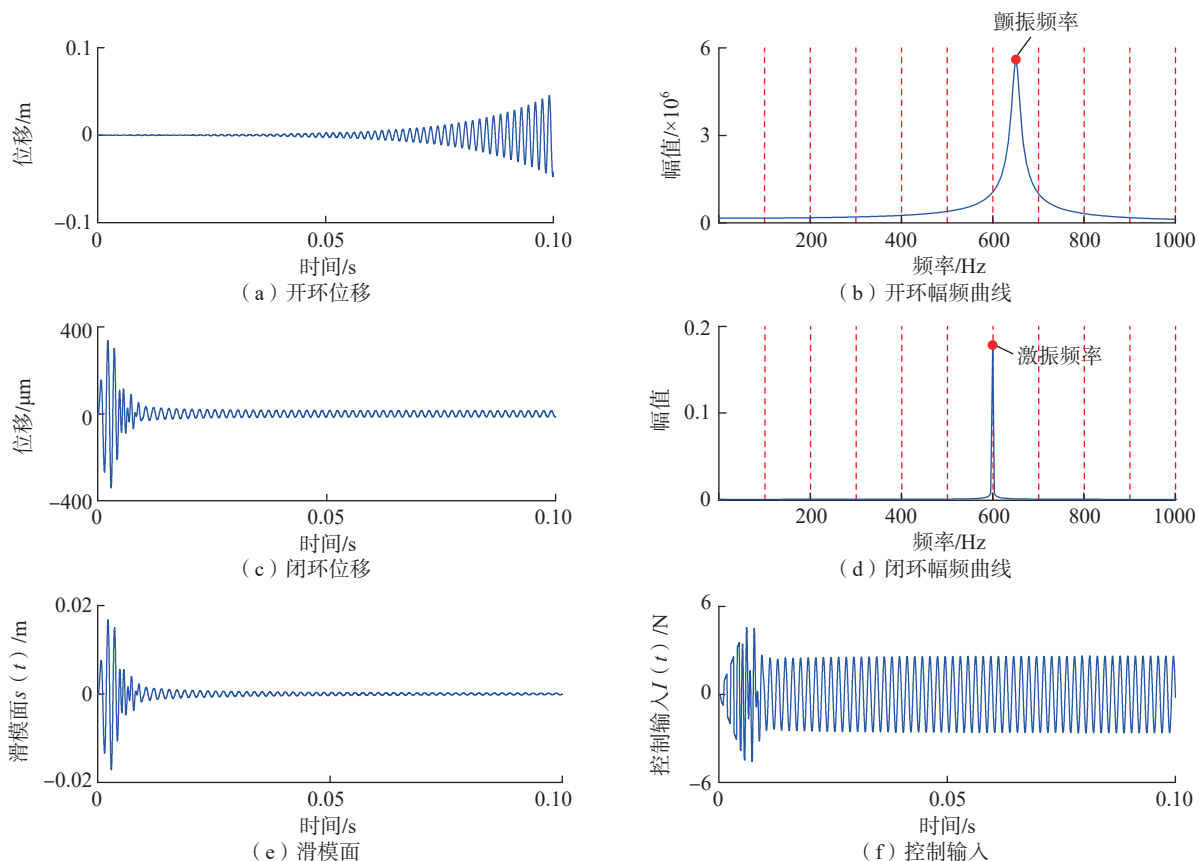 0.1
0
−0.1
位移/m
0
0.05
0.10
时间/s
（a）开环位移
颤振频率
6
3
0
幅值/×10⁶
200
400
600
800
1000
频率/Hz
（b）开环幅频曲线
400
0
−400
位移/μm
0
0.05
0.10
时间/s
（c）闭环位移
激振频率
0.2
0.1
0
幅值
200
400
600
800
1000
频率/Hz
（d）闭环幅频曲线
0.02
0
−0.02
滑模面s（t）/m
0
0.05
0.10
时间/s
（e）滑模面
6
0
−6
控制输入I（t）/N
0
0.05
0.10
时间/s
（f）控制输入